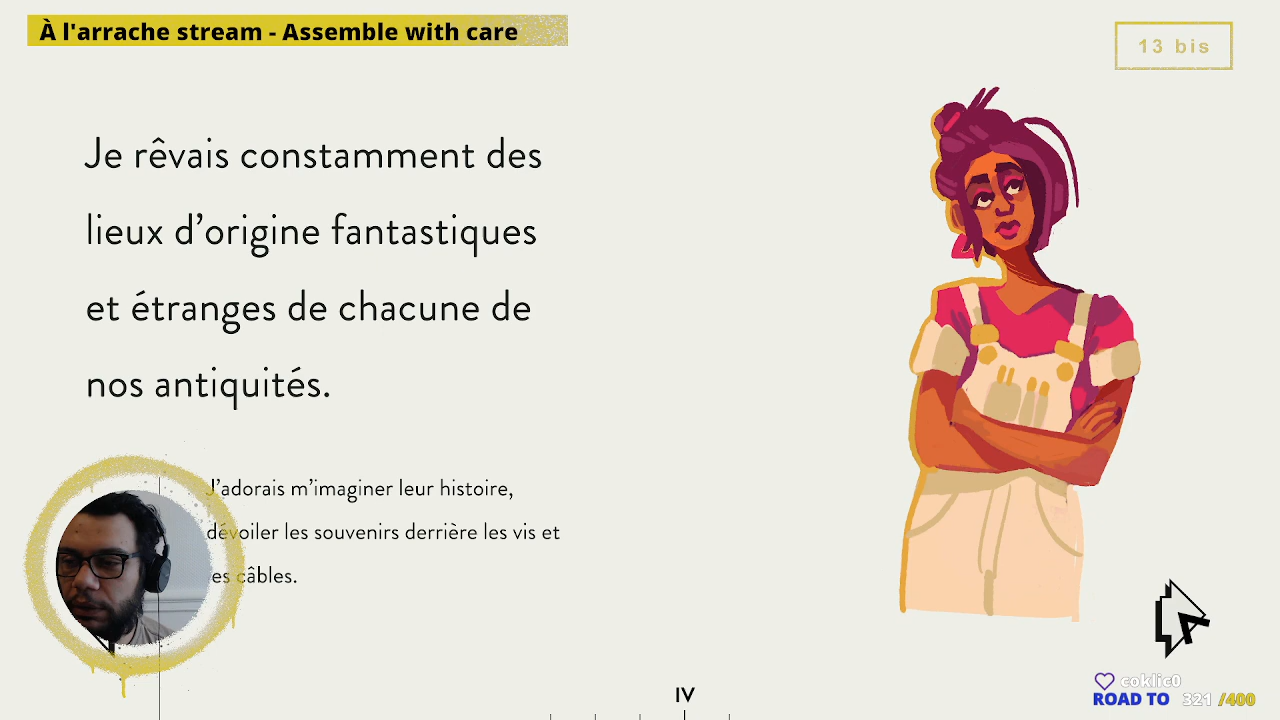 À l'arrache stream - Assemble with care
13 bis
Je rêvais constamment des
lieux d’origine fantastiques
et étranges de chacune de
nos antiquités.
J’adorais m’imaginer leur histoire,
dévoiler les souvenirs derrière les vis et
les câbles.
IV
coklic0
ROAD TO 321 /400